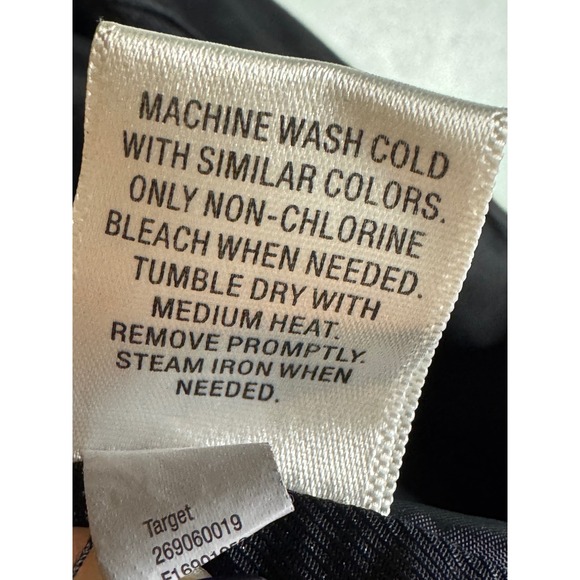 MACHINE WASH COLD
WITH SIMILAR COLORS.
ONLY NON-CHLORINE
BLEACH WHEN NEEDED.
TUMBLE DRY WITH
MEDIUM HEAT.
REMOVE PROMPTLY.
STEAM IRON WHEN
NEEDED.
Target
269060019